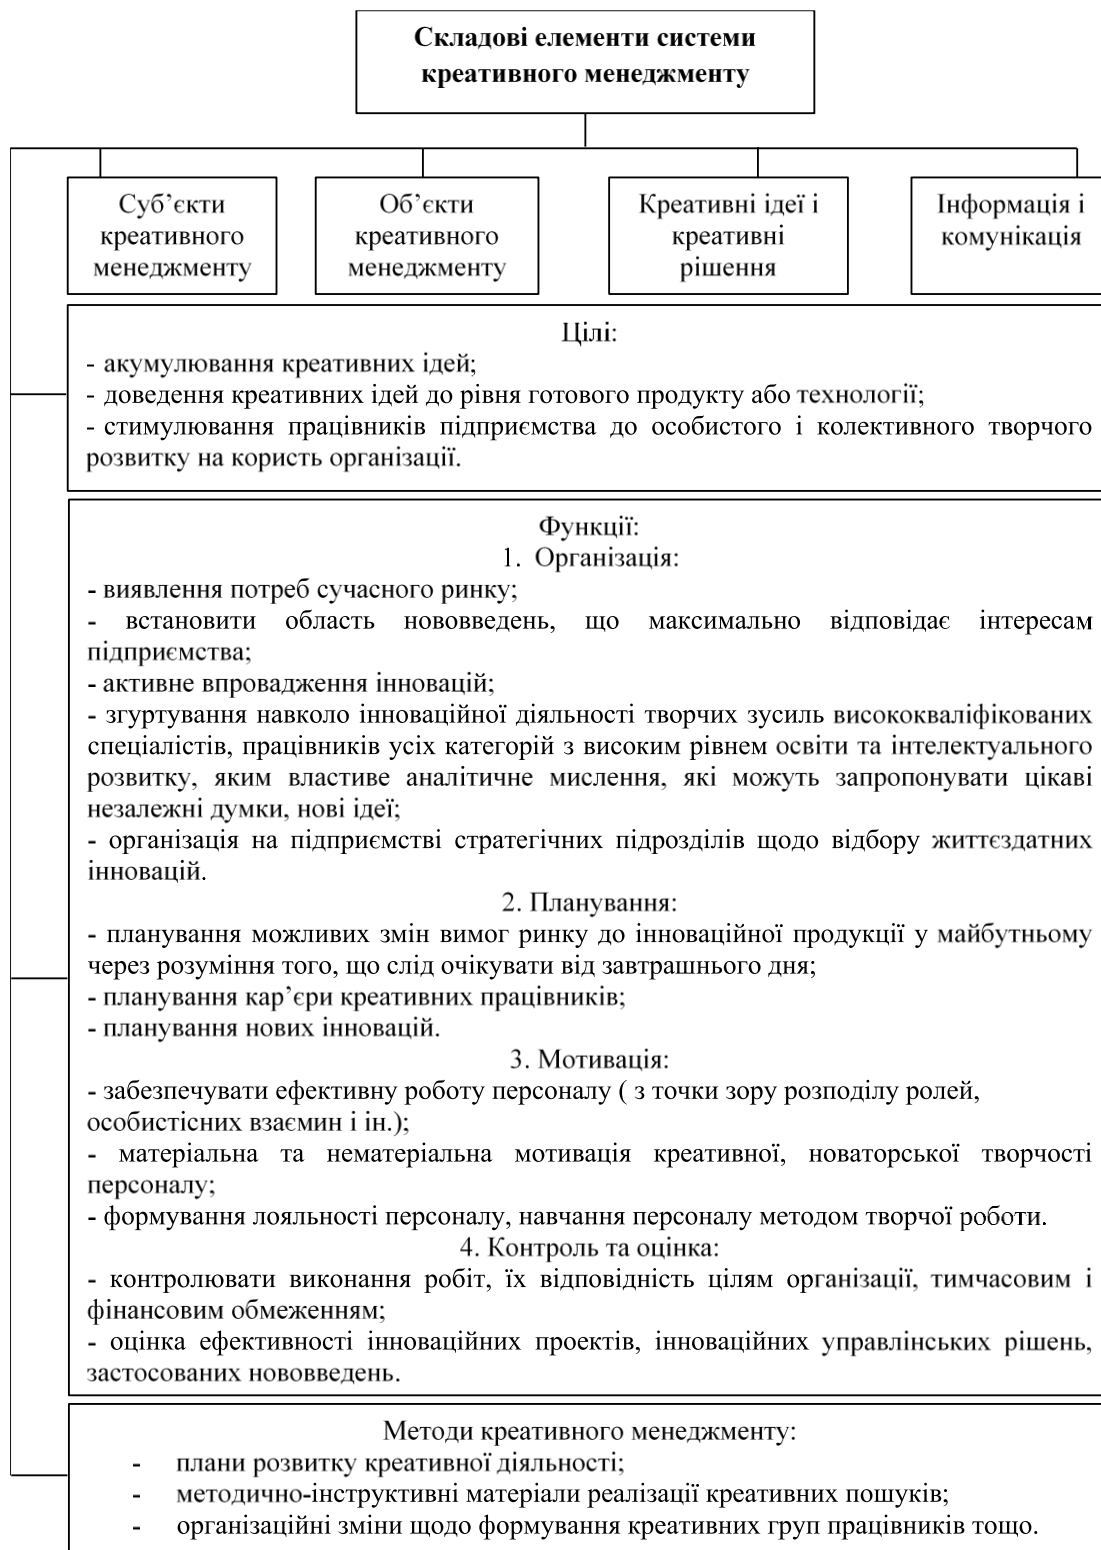 Складові елементи системи
креативного менеджменту
Суб’єкти
креативного
менеджменту
Об’єкти
креативного
менеджменту
Креативні ідеї і
креативні
рішення
Інформація і
комунікація
Цілі:
- акумулювання креативних ідей;
- доведення креативних ідей до рівня готового продукту або технології;
- стимулювання працівників підприємства до особистого і колективного творчого
розвитку на користь організації.
Функції:
1. Організація:
- виявлення потреб сучасного ринку;
- встановити область нововведень, що максимально відповідає інтересам
підприємства;
- активне впровадження інновацій;
- згуртування навколо інноваційної діяльності творчих зусиль висококваліфікованих
спеціалістів, працівників усіх категорій з високим рівнем освіти та інтелектуального
розвитку, яким властиве аналітичне мислення, які можуть запропонувати цікаві
незалежні думки, нові ідеї;
- організація на підприємстві стратегічних підрозділів щодо відбору життєздатних
інновацій.
2. Планування:
- планування можливих змін вимог ринку до інноваційної продукції у майбутньому
через розуміння того, що слід очікувати від завтрашнього дня;
- планування кар’єри креативних працівників;
- планування нових інновацій.
3. Мотивація:
- забезпечувати ефективну роботу персоналу ( з точки зору розподілу ролей,
особистісних взаємин і ін.);
- матеріальна та нематеріальна мотивація креативної, новаторської творчості
персоналу;
- формування лояльності персоналу, навчання персоналу методом творчої роботи.
4. Контроль та оцінка:
- контролювати виконання робіт, їх відповідність цілям організації, тимчасовим і
фінансовим обмеженням;
- оцінка ефективності інноваційних проектів, інноваційних управлінських рішень,
застосованих нововведень.
Методи креативного менеджменту:
- плани розвитку креативної діяльності;
- методично-інструктивні матеріали реалізації креативних пошуків;
- організаційні зміни щодо формування креативних груп працівників тощо.